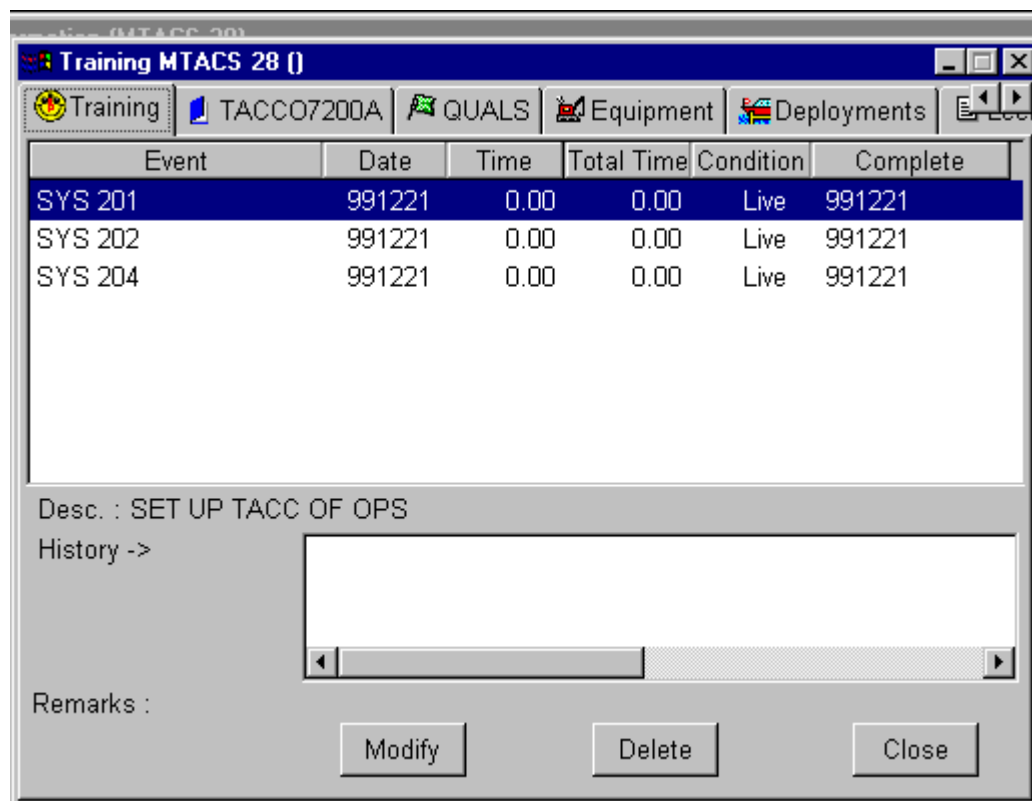 Training MTACS 28 ()
Training TACCO7200A QUALS Equipment Deployments
Event Date Time Total Time Condition Complete
SYS 201 991221 0.00 0.00 Live 991221
SYS 202 991221 0.00 0.00 Live 991221
SYS 204 991221 0.00 0.00 Live 991221
Desc. : SET UP TACC OF OPS
History ->
Remarks :
Modify Delete Close